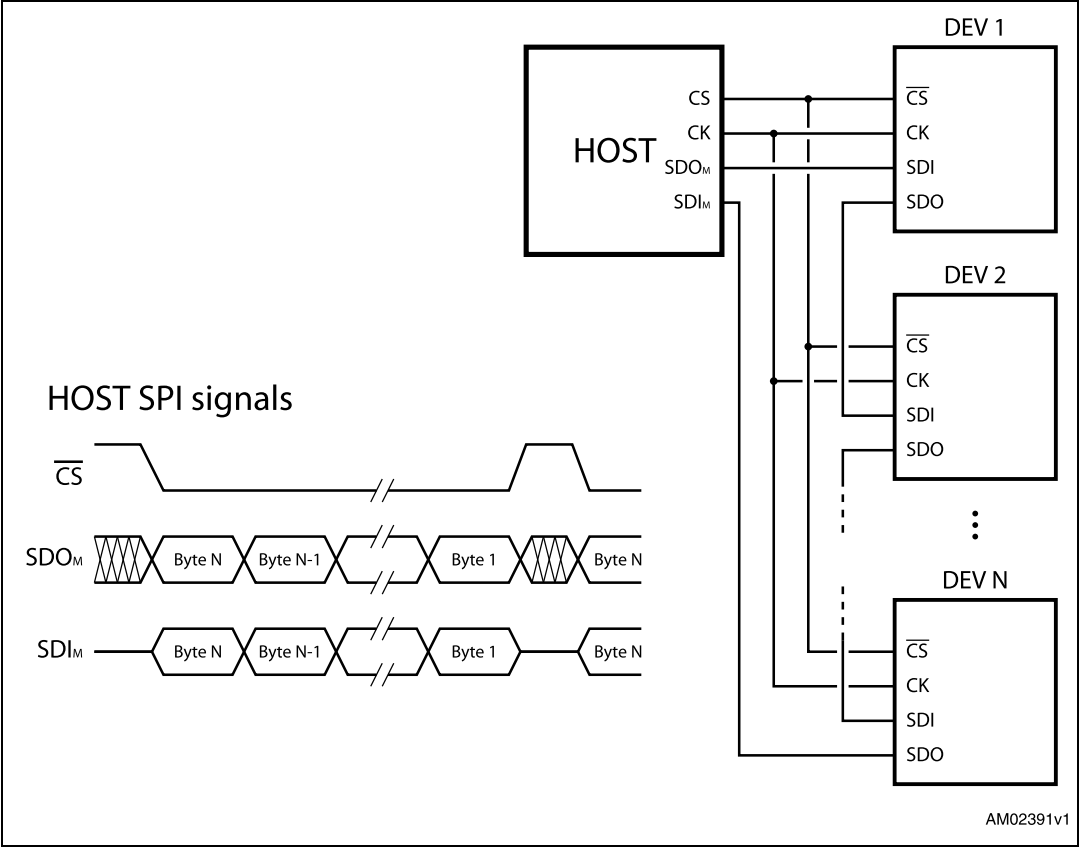 DEV 1
HOST
CS
CK
SDOM
SDIM
CS
CK
SDI
SDO
DEV 2
CS
CK
SDI
SDO
HOST SPI signals
CS
SDOM
Byte N
Byte N-1
Byte 1
Byte N
SDIM
Byte N
Byte N-1
Byte 1
Byte N
DEV N
CS
CK
SDI
SDO
AM02391v1